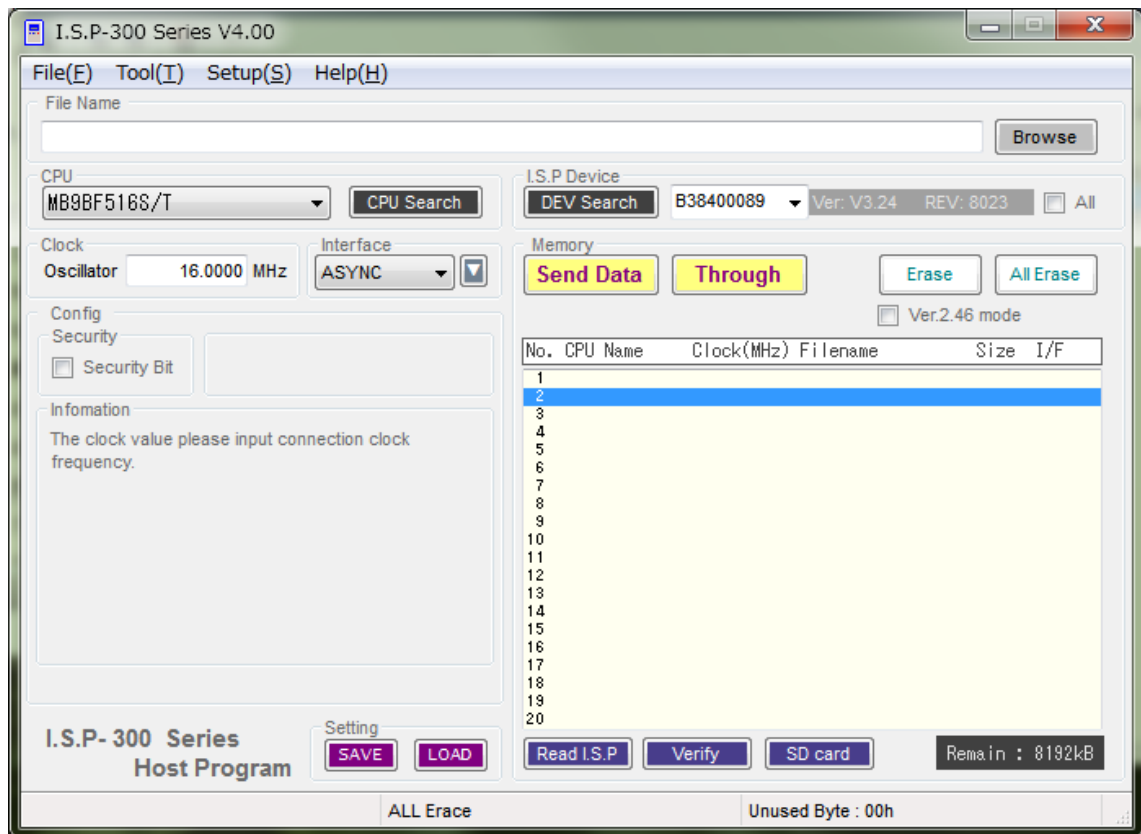 I.S.P-300 Series V4.00
File(F) Tool(T) Setup(S) Help(H)
File Name
Browse
CPU
MB9BF516S/T
CPU Search
I.S.P Device
DEV Search
B38400089
Ver: V3.24 REV: 8023
All
Clock
Oscillator 16.0000 MHz
Interface
ASYNC
Memory
Send Data
Through
Erase
All Erase
Ver.2.46 mode
Config
Security
Security Bit
Infomation
The clock value please input connection clock
frequency.
No. CPU Name Clock(MHz) Filename Size I/F
1
2
3
4
5
6
7
8
9
10
11
12
13
14
15
16
17
18
19
20
I.S.P- 300 Series
Host Program
Setting
SAVE
LOAD
Read I.S.P
Verify
SD card
Remain : 8192kB
ALL Erace
Unused Byte : 00h